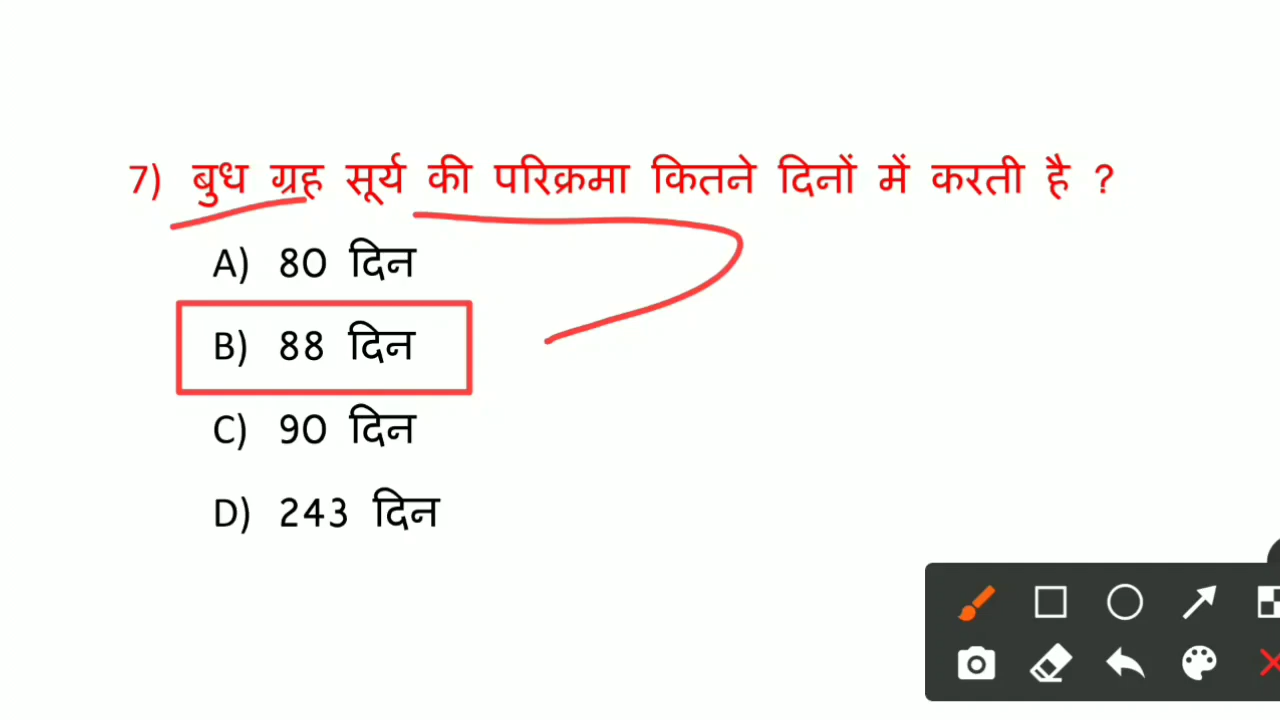 7) बुध ग्रह सूर्य की परिक्रमा कितने दिनों में करती है ?
A) 80 दिन
B) 88 दिन
C) 90 दिन
D) 243 दिन